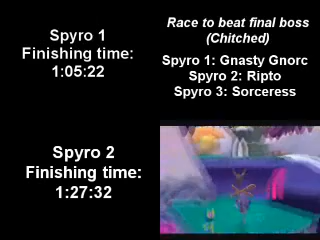 Spyro 1
Finishing time:
1:05:22
Race to beat final boss
(Chitched)
Spyro 1: Gnasty Gnorc
Spyro 2: Ripto
Spyro 3: Sorceress
Spyro 2
Finishing time:
1:27:32